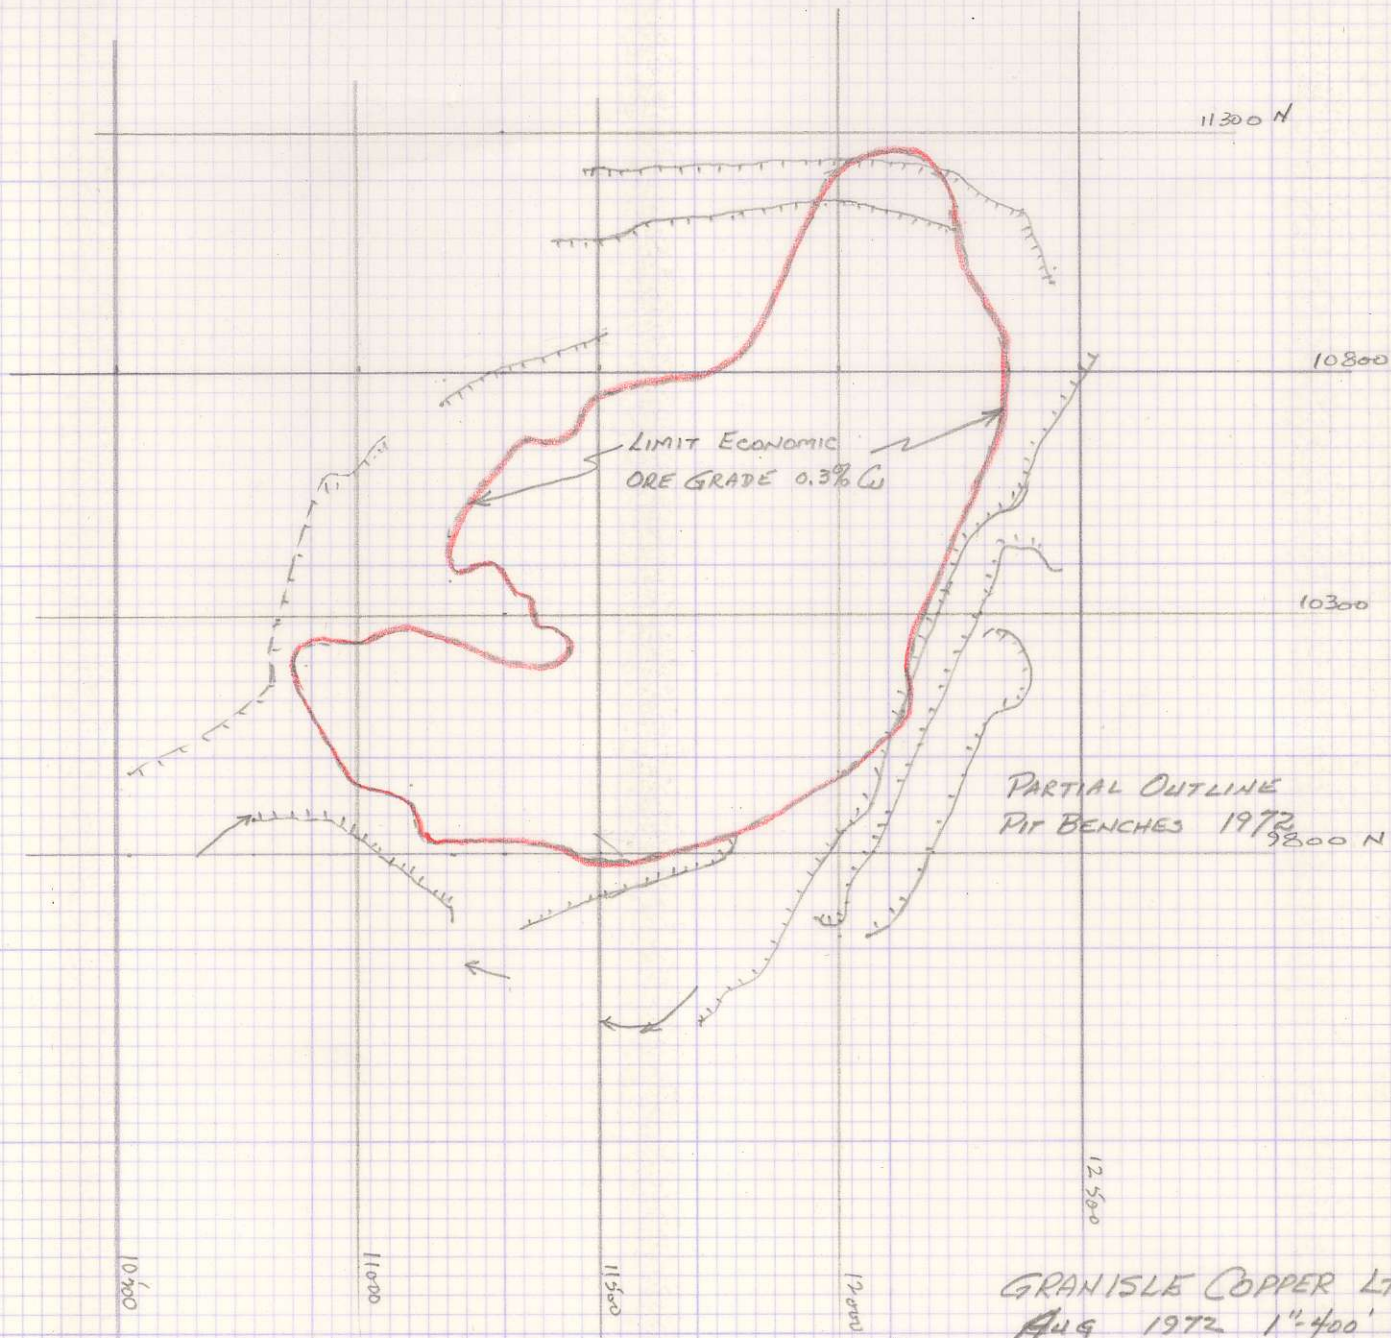 11300 N
10800
LIMIT ECONOMIC
ORE GRADE 0.3% Cu
10300
PARTIAL OUTLINE
PIT BENCHES 1972
9800 N
12500
10500
11000
11500
12000
GRANISLE COPPER LT
AUG 1972 1"=400'